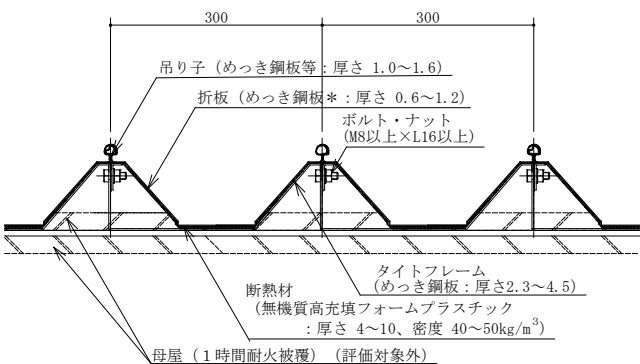 300
300
吊り子（めっき鋼板等：厚さ 1.0～1.6）
折板（めっき鋼板＊：厚さ 0.6～1.2）
ボルト・ナット
(M8以上×L16以上)
タイトフレーム
(めっき鋼板：厚さ2.3～4.5)
断熱材
(無機質高充填フォームプラスチック
：厚さ 4～10、密度 40～50kg/m³)
母屋（１時間耐火被覆）（評価対象外）